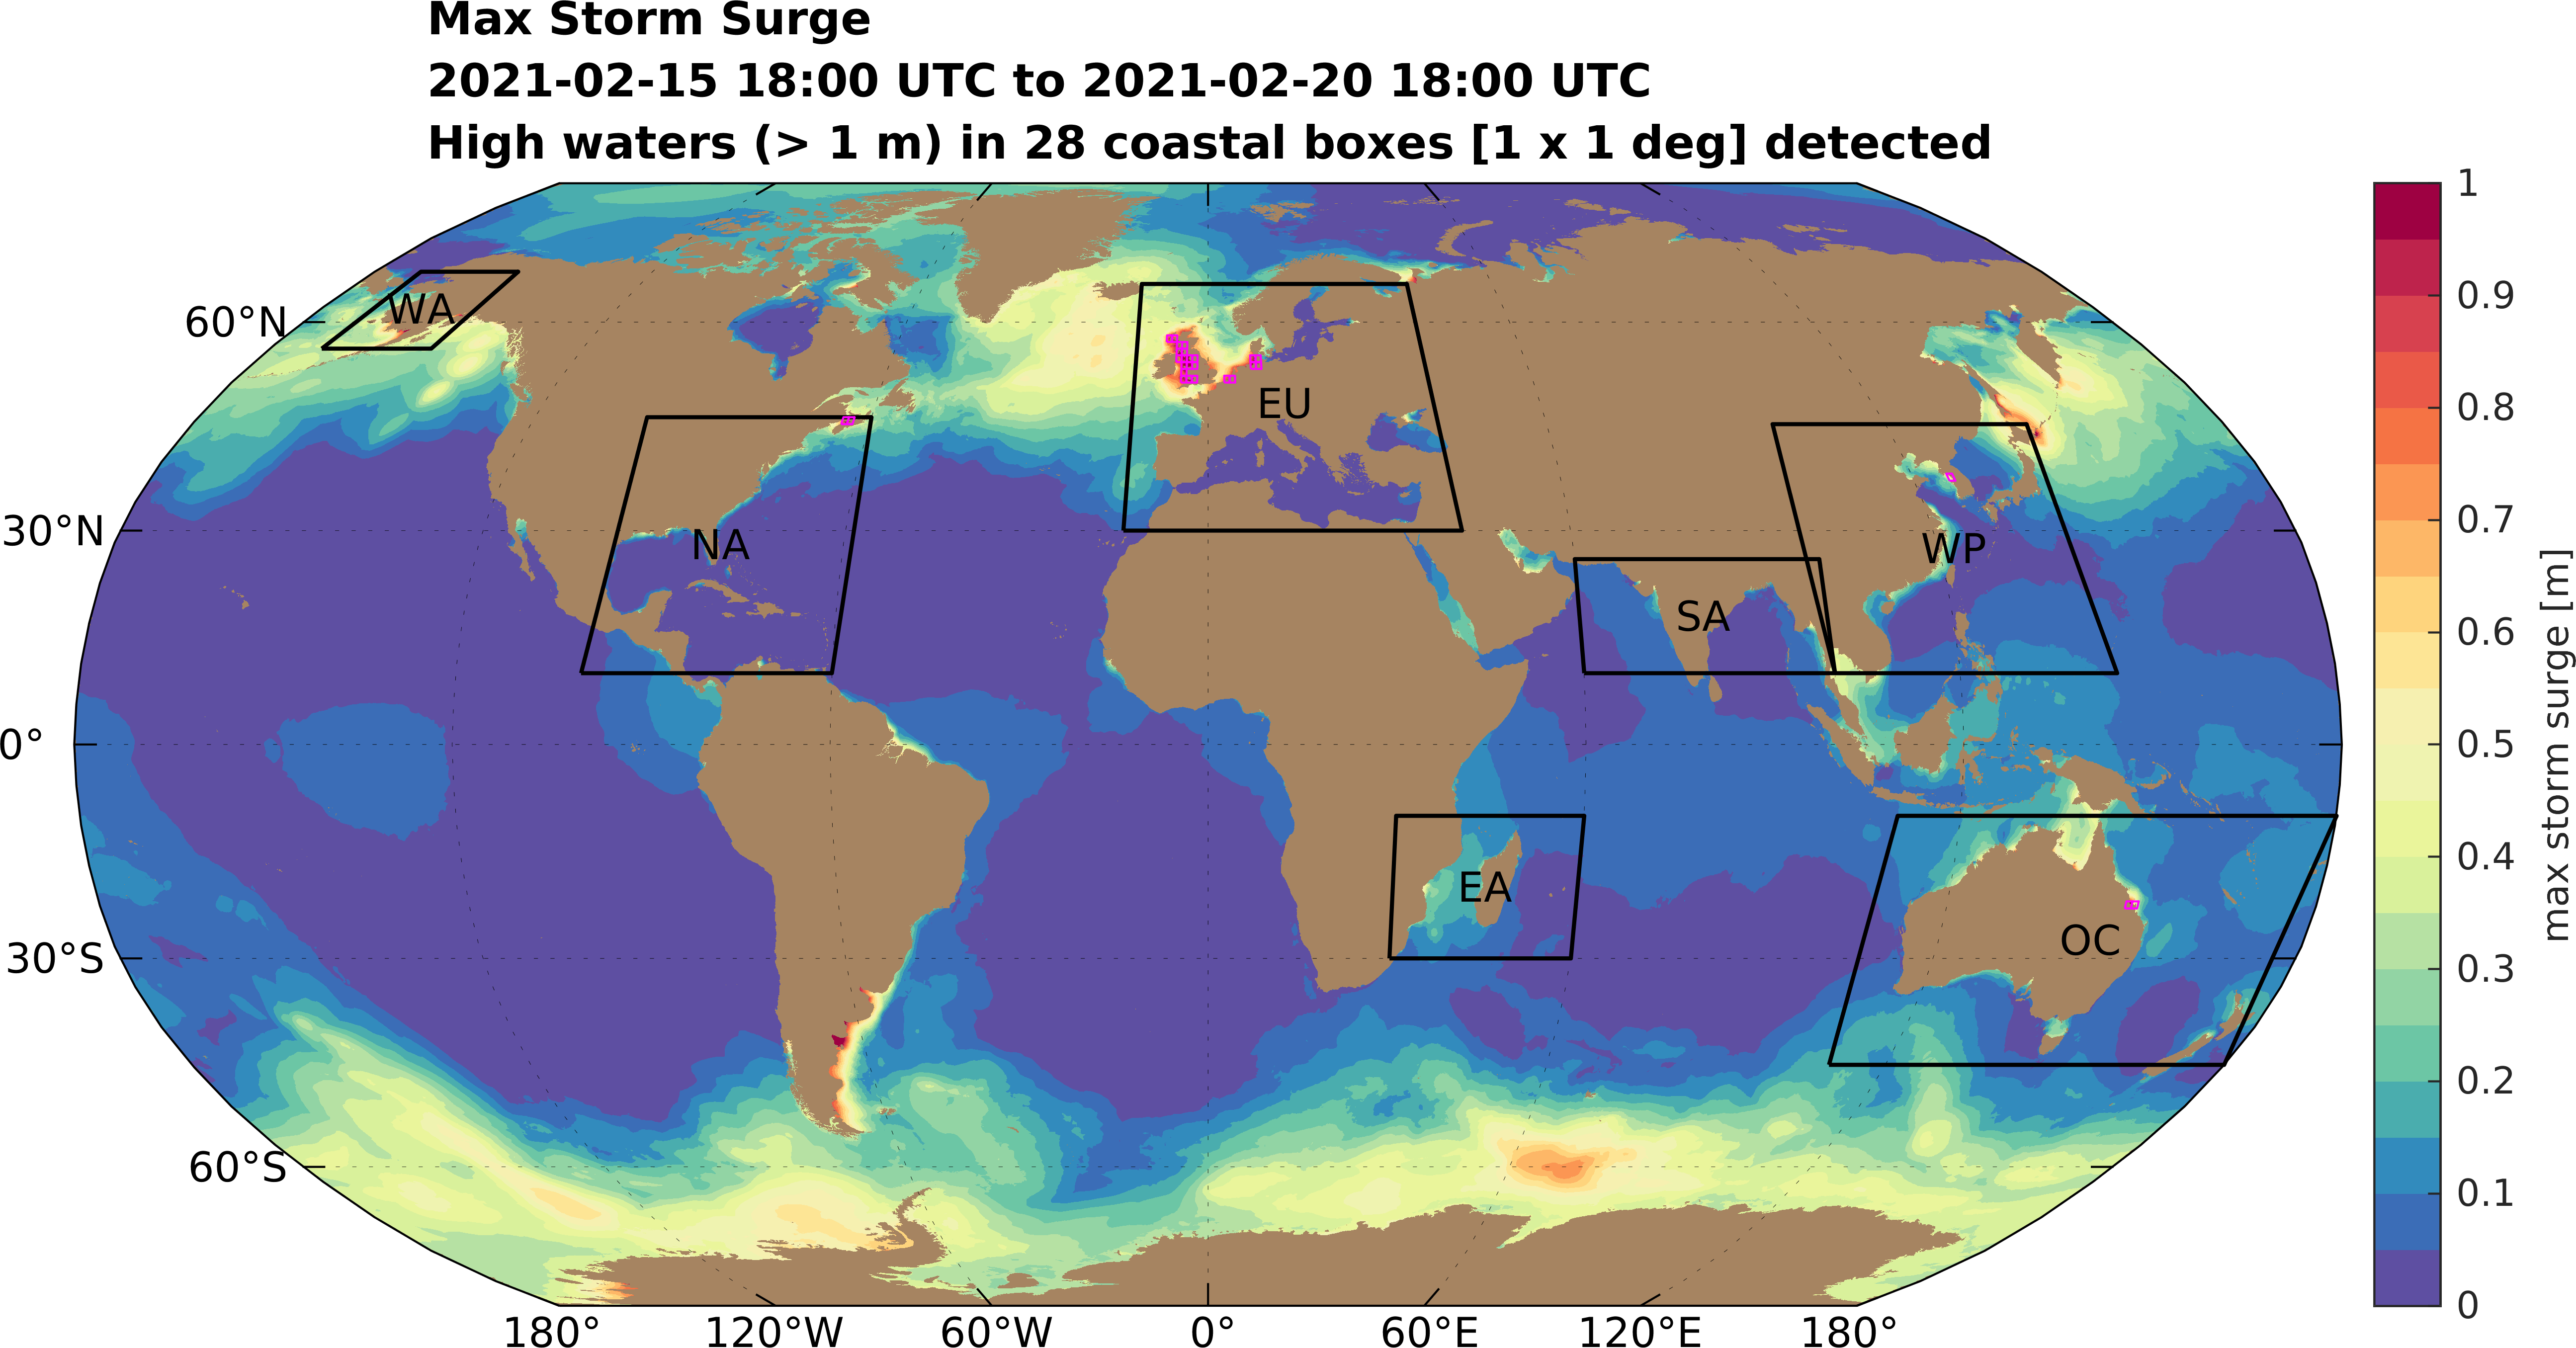 Max Storm Surge
2021-02-15 18:00 UTC to 2021-02-20 18:00 UTC
High waters (> 1 m) in 28 coastal boxes [1 x 1 deg] detected
WA
60°N
EU
30°N
NA
WP
SA
0°
EA
OC
30°S
60°S
180°
120°W
60°W
0°
60°E
120°E
180°
1
0.9
0.8
0.7
0.6
0.5
0.4
0.3
0.2
0.1
0
max storm surge [m]